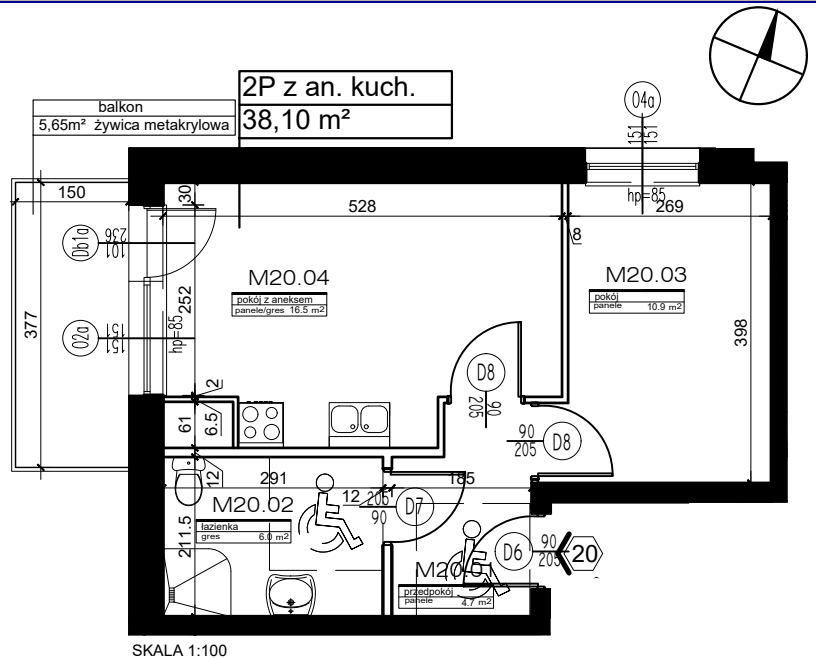 2P z an. kuch.
38,10 m²
balkon
5,65m² żywica metakrylowa
O4a
151
151
hp=85
150
30
528
269
8
Db1a
101
236
M20.04
pokój z aneksem
panele/gres 16.5 m2
M20.03
pokój
panele 10.9 m2
377
252
O2a
151
151
hp=85
398
D8
90
205
2
61
6.5
90
205
D8
12
291
12
185
M20.02
łazienka
gres 6.0 m2
205
90
D7
211.5
D6
90
205
20
M20.01
przedpokój
panele 4.7 m2
SKALA 1:100